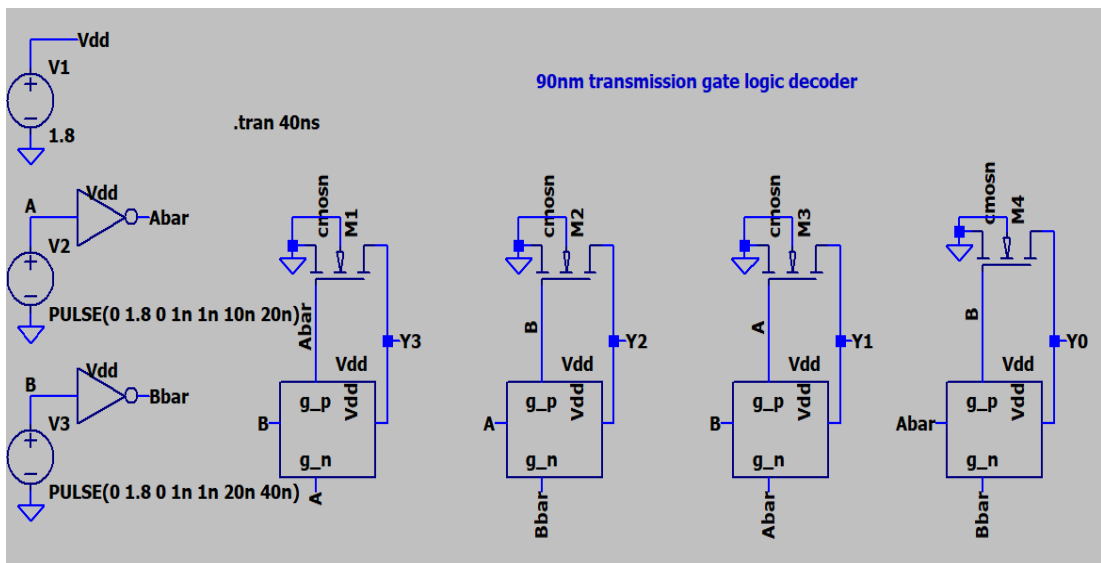 Vdd
V1
1.8
90nm transmission gate logic decoder
.tran 40ns
A
Vdd
Abar
V2
PULSE(0 1.8 0 1n 1n 10n 20n)
B
Vdd
Bbar
V3
PULSE(0 1.8 0 1n 1n 20n 40n)
cmosn
M1
Abar
Y3
Vdd
g_p
Vdd
B
g_n
A
cmosn
M2
B
Y2
Vdd
g_p
Vdd
A
g_n
Bbar
cmosn
M3
A
Y1
Vdd
g_p
Vdd
B
g_n
Abar
cmosn
M4
B
Y0
Vdd
g_p
Vdd
Abar
g_n
Bbar